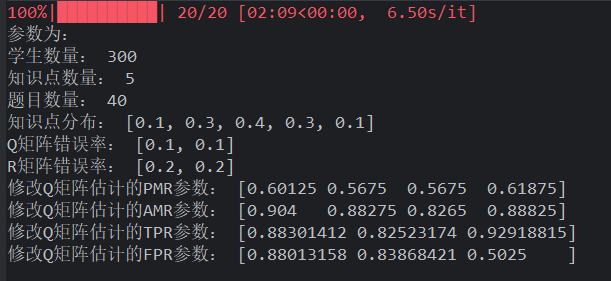 100%|██████████| 20/20 [02:09<00:00,  6.50s/it]
参数为:
学生数量： 300
知识点数量： 5
题目数量： 40
知识点分布： [0.1, 0.3, 0.4, 0.3, 0.1]
Q矩阵错误率： [0.1, 0.1]
R矩阵错误率： [0.2, 0.2]
修改Q矩阵估计的PMR参数： [0.60125 0.5675  0.5675  0.61875]
修改Q矩阵估计的AMR参数： [0.904   0.88275 0.8265  0.88825]
修改Q矩阵估计的TPR参数： [0.88301412 0.82523174 0.92918815]
修改Q矩阵估计的FPR参数： [0.88013158 0.83868421 0.5025    ]